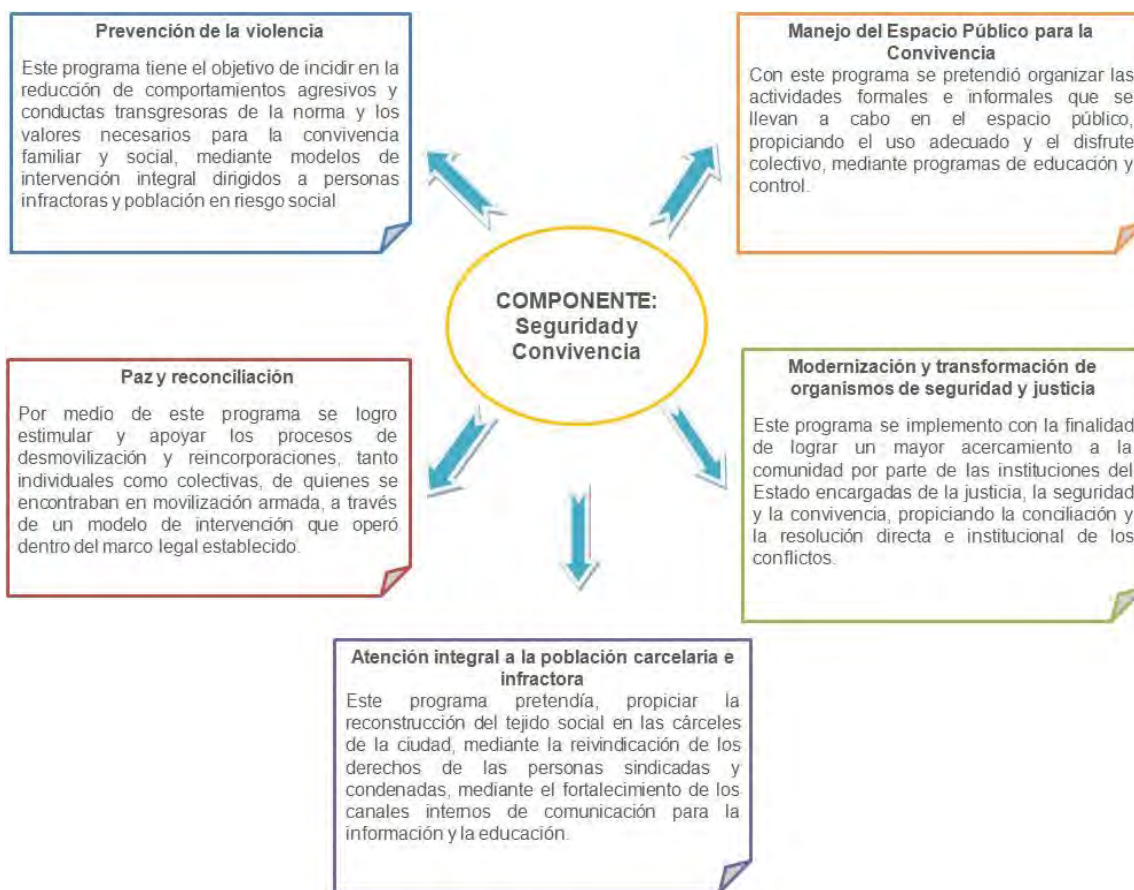 Prevención de la violencia
Este programa tiene el objetivo de incidir en la
reducción de comportamientos agresivos y
conductas transgresoras de la norma y los
valores necesarios para la convivencia
familiar y social, mediante modelos de
intervención integral dirigidos a personas
infractoras y población en riesgo social
Manejo del Espacio Público para la
Convivencia
Con este programa se pretendió organizar las
actividades formales e informales que se
llevan a cabo en el espacio público,
propiciando el uso adecuado y el disfrute
colectivo, mediante programas de educación y
control.
COMPONENTE:
Seguridad y
Convivencia
Paz y reconciliación
Por medio de este programa se logro
estimular y apoyar los procesos de
desmovilización y reincorporaciones, tanto
individuales como colectivas, de quienes se
encontraban en movilización armada, a través
de un modelo de intervención que operó
dentro del marco legal establecido.
Modernización y transformación de
organismos de seguridad y justicia
Este programa se implemento con la finalidad
de lograr un mayor acercamiento a la
comunidad por parte de las instituciones del
Estado encargadas de la justicia, la seguridad
y la convivencia, propiciando la conciliación y
la resolución directa e institucional de los
conflictos.
Atención integral a la población carcelaria e
infractora
Este programa pretendía, propiciar la
reconstrucción del tejido social en las cárceles
de la ciudad, mediante la reivindicación de los
derechos de las personas sindicadas y
condenadas, mediante el fortalecimiento de los
canales internos de comunicación para la
información y la educación.